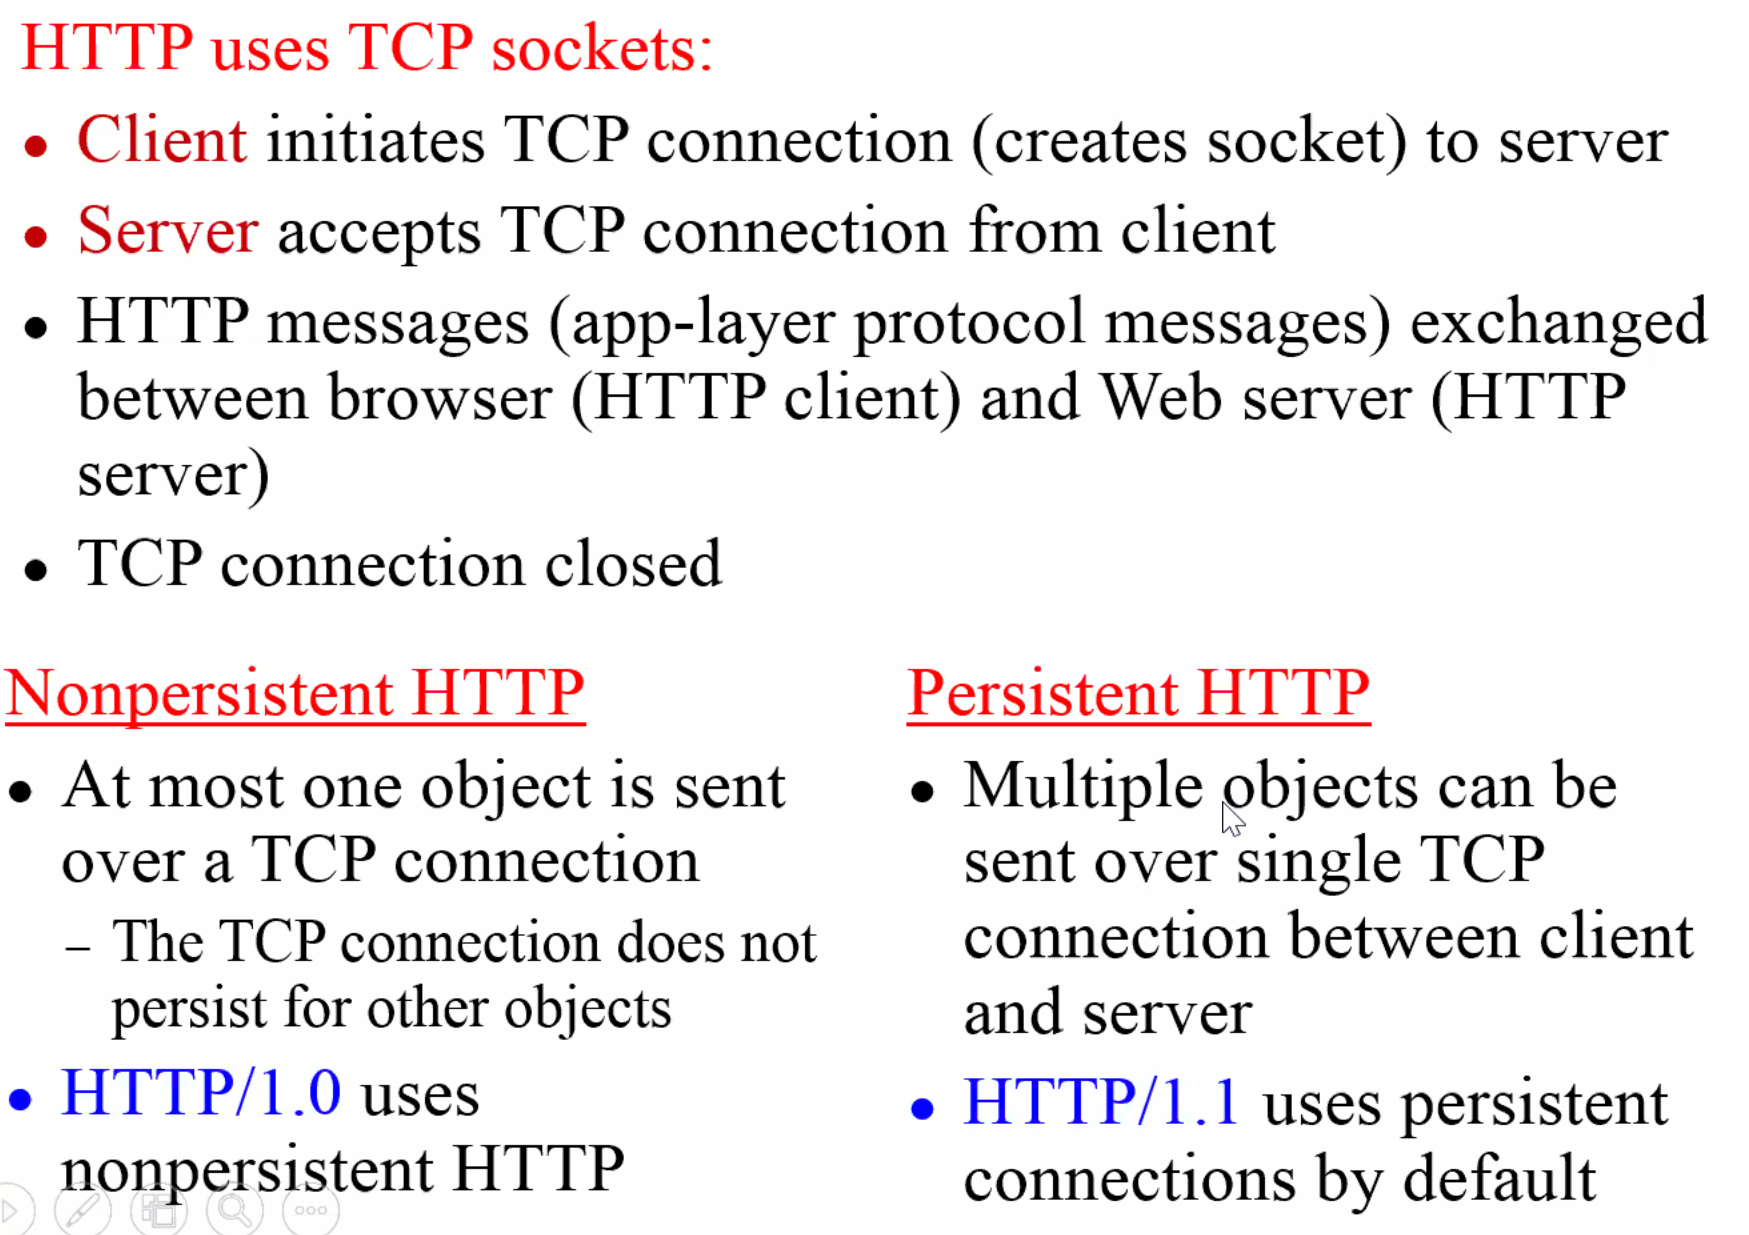 HTTP uses TCP sockets:
• Client initiates TCP connection (creates socket) to server
• Server accepts TCP connection from client
• HTTP messages (app-layer protocol messages) exchanged
between browser (HTTP client) and Web server (HTTP
server)
• TCP connection closed
Nonpersistent HTTP
• At most one object is sent
over a TCP connection
– The TCP connection does not
persist for other objects
• HTTP/1.0 uses
nonpersistent HTTP
Persistent HTTP
• Multiple objects can be
sent over single TCP
connection between client
and server
• HTTP/1.1 uses persistent
connections by default